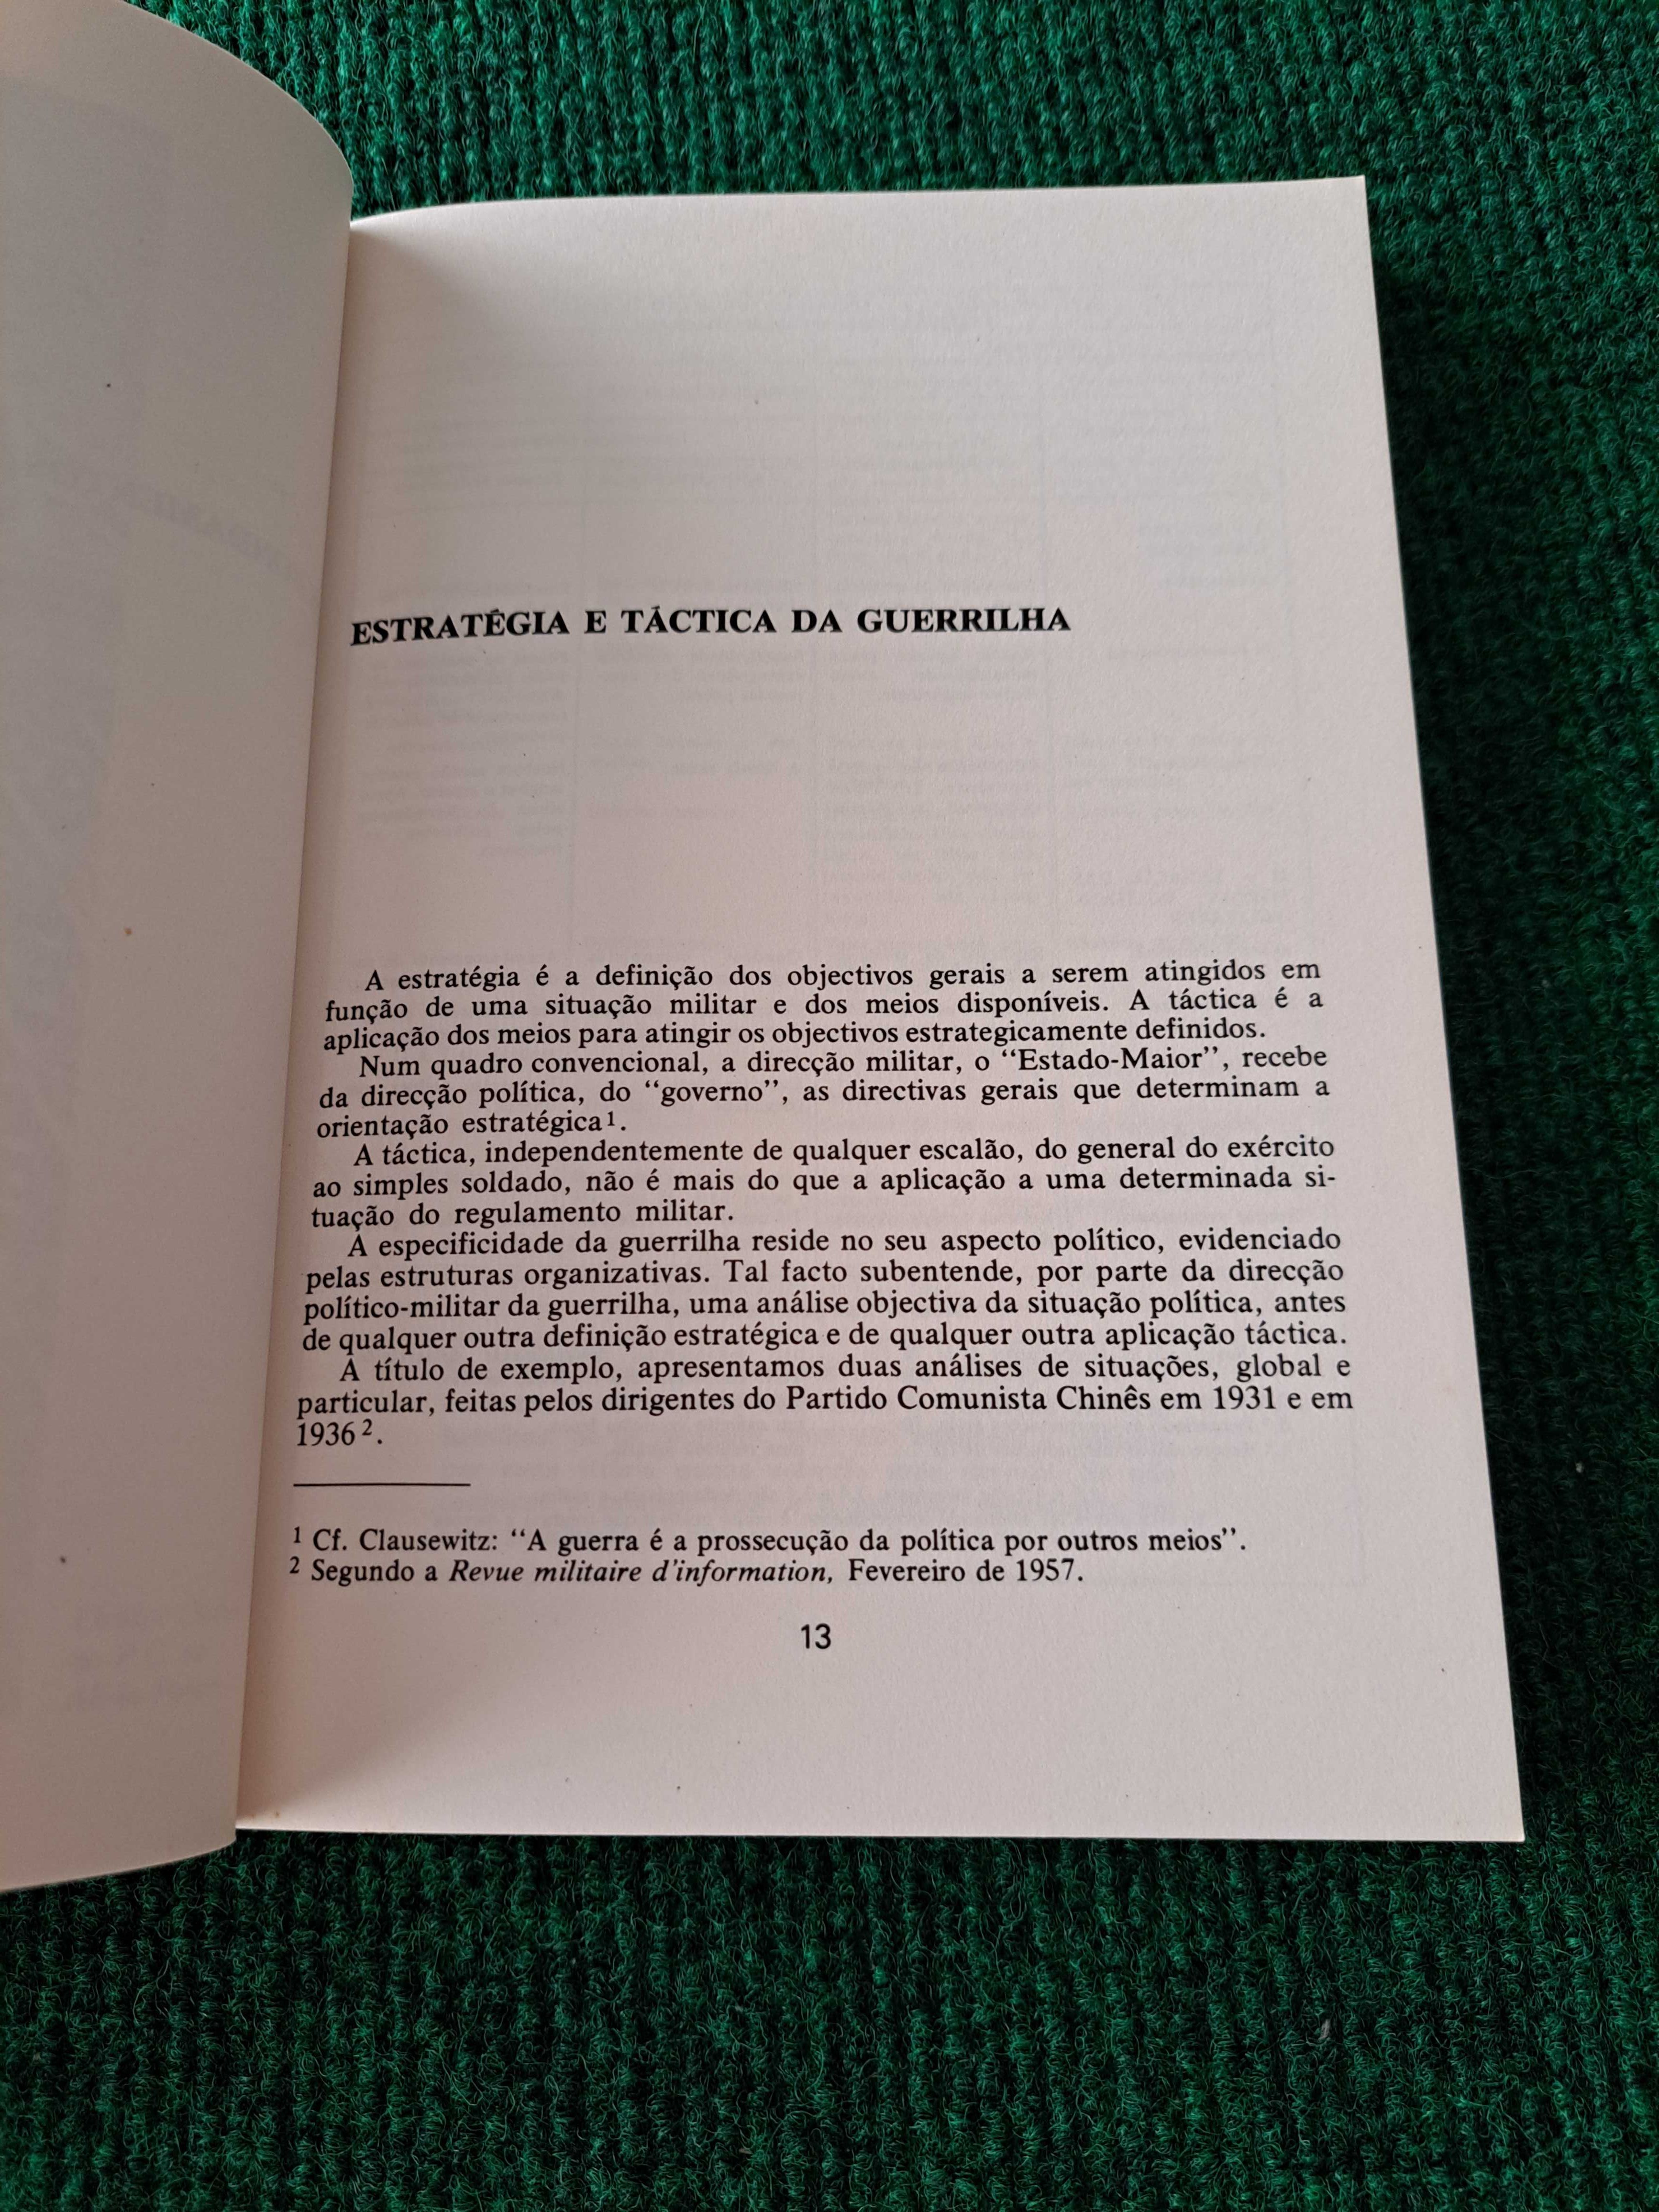 ESTRATÉGIA E TÁCTICA DA GUERRILHA
A estratégia é a definição dos objectivos gerais a serem atingidos em
função de uma situação militar e dos meios disponíveis. A táctica é a
aplicação dos meios para atingir os objectivos estrategicamente definidos.
Num quadro convencional, a direcção militar, o “Estado-Maior”, recebe
da direcção política, do “governo”, as directivas gerais que determinam a
orientação estratégica¹.
A táctica, independentemente de qualquer escalão, do general do exército
ao simples soldado, não é mais do que a aplicação a uma determinada si-
tuação do regulamento militar.
A especificidade da guerrilha reside no seu aspecto político, evidenciado
pelas estruturas organizativas. Tal facto subentende, por parte da direcção
político-militar da guerrilha, uma análise objectiva da situação política, antes
de qualquer outra definição estratégica e de qualquer outra aplicação táctica.
A título de exemplo, apresentamos duas análises de situações, global e
particular, feitas pelos dirigentes do Partido Comunista Chinês em 1931 e em
1936².
¹ Cf. Clausewitz: “A guerra é a prossecução da política por outros meios”.
² Segundo a Revue militaire d'information, Fevereiro de 1957.
13